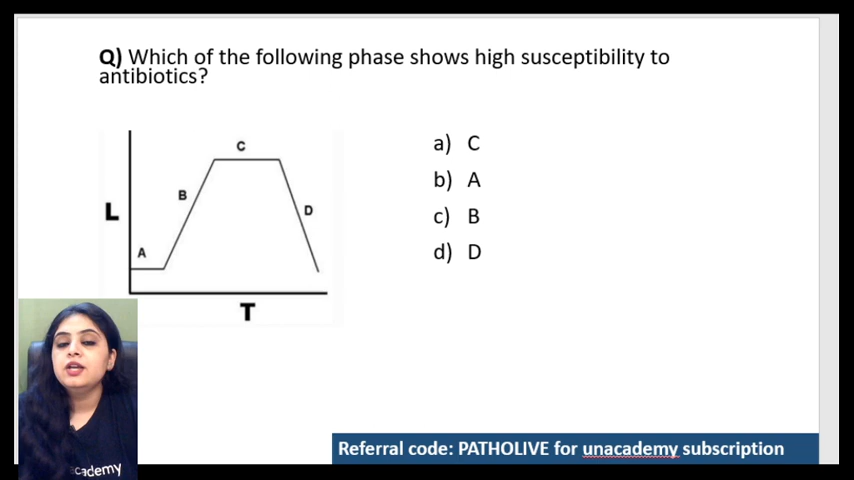 Q) Which of the following phase shows high susceptibility to
antibiotics?
C
B
L
D
A
T
a) C
b) A
c) B
d) D
cademy
Referral code: PATHOLIVE for unacademy subscription